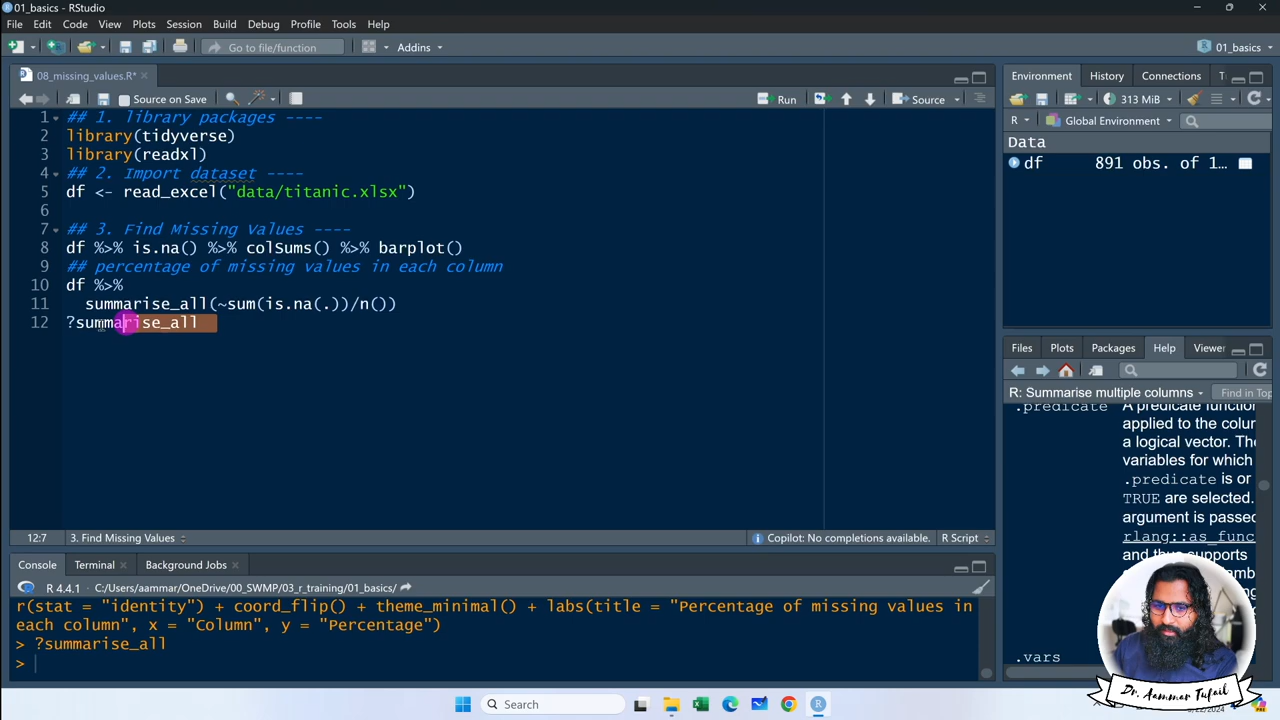 01_basics - RStudio
File Edit Code View Plots Session Build Debug Profile Tools Help
Go to file/function Addins 01_basics
08_missing_values.R*
Source on Save Run Source
1 ## 1. library packages ----
2 library(tidyverse)
3 library(readxl)
4 ## 2. Import dataset ----
5 df <- read_excel("data/titanic.xlsx")
6
7 ## 3. Find Missing Values ----
8 df %>% is.na() %>% colSums() %>% barplot()
9 ## percentage of missing values in each column
10 df %>%
11 summarise_all(~sum(is.na(.))/n())
12 ?summarise_all
12:7 3. Find Missing Values Copilot: No completions available. R Script
Console Terminal Background Jobs
R 4.4.1 · C:/Users/aammar/OneDrive/00_SWMP/03_r_training/01_basics/
r(stat = "identity") + coord_flip() + theme_minimal() + labs(title = "Percentage of missing values in
each column", x = "Column", y = "Percentage")
> ?summarise_all
>
Environment History Connections
313 MiB
R Global Environment
Data
df 891 obs. of 1…
Files Plots Packages Help Viewer
R: Summarise multiple columns Find in Top
.predicate A predicate function
applied to the colur
a logical vector. The
variables for which
.predicate is or
TRUE are selected.
argument is passed
rlang::as_func
and thus supports
.vars
Dr. Aammar Tufail
Search